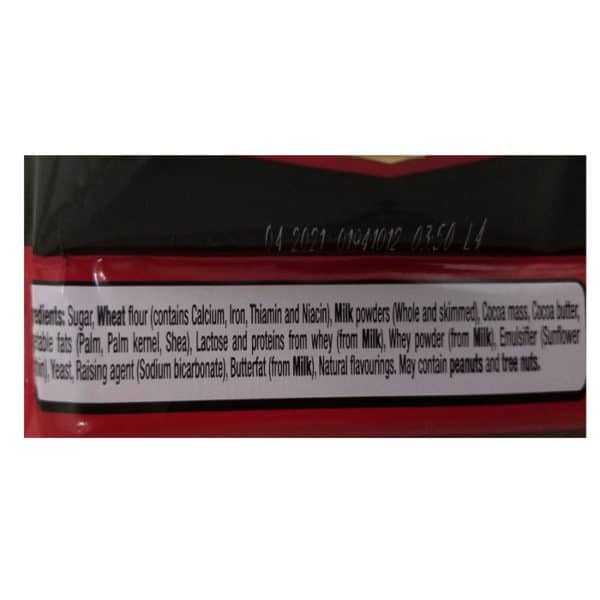 04 2021 01941012 03:50 L4
redients: Sugar, Wheat flour (contains Calcium, Iron, Thiamin and Niacin), Milk powders (Whole and skimmed), Cocoa mass, Cocoa butter,
etable fats (Palm, Palm kernel, Shea), Lactose and proteins from whey (from Milk), Whey powder (from Milk), Emulsifier (Sunflower
hin), Yeast, Raising agent (Sodium bicarbonate), Butterfat (from Milk), Natural flavourings. May contain peanuts and tree nuts.